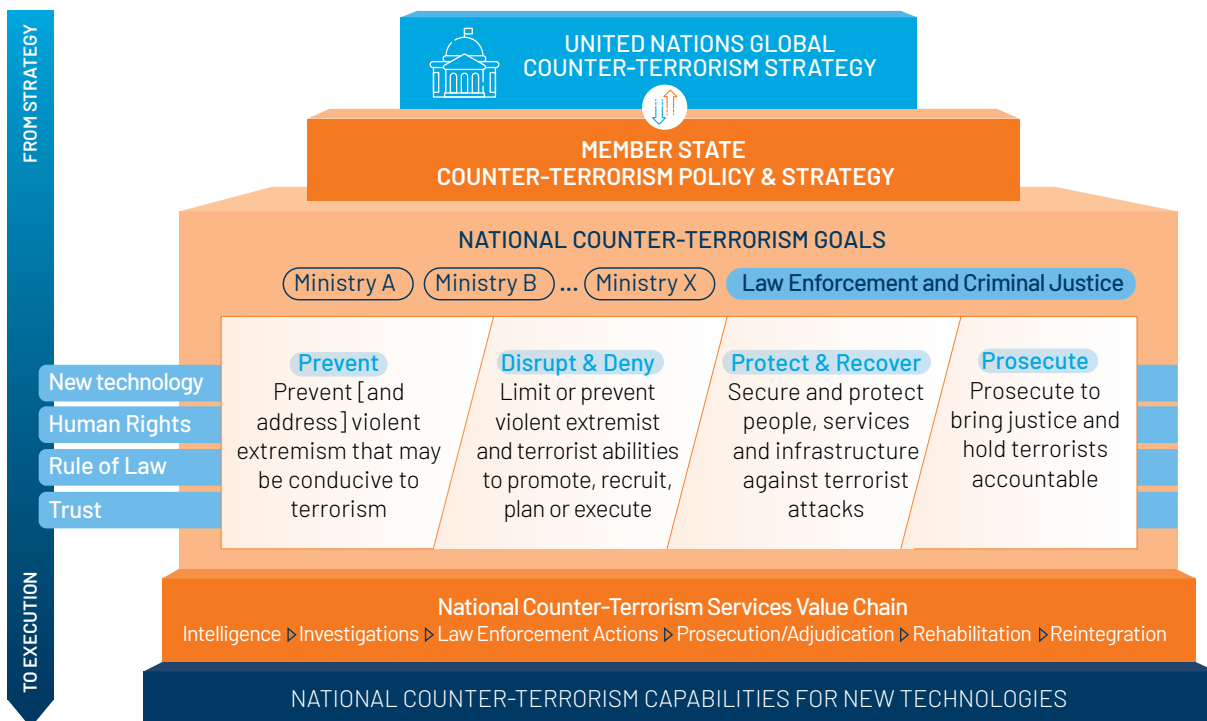 FROM STRATEGY
UNITED NATIONS GLOBAL
COUNTER-TERRORISM STRATEGY
MEMBER STATE
COUNTER-TERRORISM POLICY & STRATEGY
NATIONAL COUNTER-TERRORISM GOALS
Ministry A Ministry B ... Ministry X Law Enforcement and Criminal Justice
New technology
Human Rights
Rule of Law
Trust
Prevent
Prevent [and
address] violent
extremism that may
be conducive to
terrorism
Disrupt & Deny
Limit or prevent
violent extremist
and terrorist abilities
to promote, recruit,
plan or execute
Protect & Recover
Secure and protect
people, services
and infrastructure
against terrorist
attacks
Prosecute
Prosecute to
bring justice and
hold terrorists
accountable
TO EXECUTION
National Counter-Terrorism Services Value Chain
Intelligence ▷ Investigations ▷ Law Enforcement Actions ▷ Prosecution/Adjudication ▷ Rehabilitation ▷ Reintegration
NATIONAL COUNTER-TERRORISM CAPABILITIES FOR NEW TECHNOLOGIES